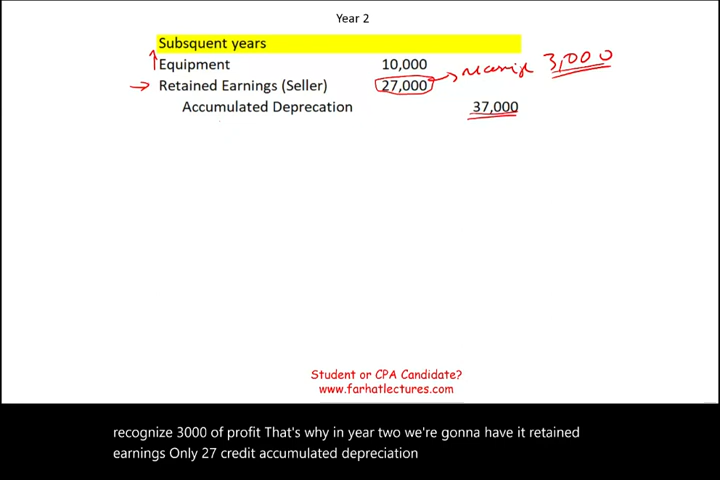 Year 2
Subsquent years
Equipment 10,000
Retained Earnings (Seller) 27,000 recognize 3,000
Accumulated Deprecation 37,000
Student or CPA Candidate?
www.farhatlectures.com
recognize 3000 of profit That's why in year two we're gonna have it retained
earnings Only 27 credit accumulated depreciation